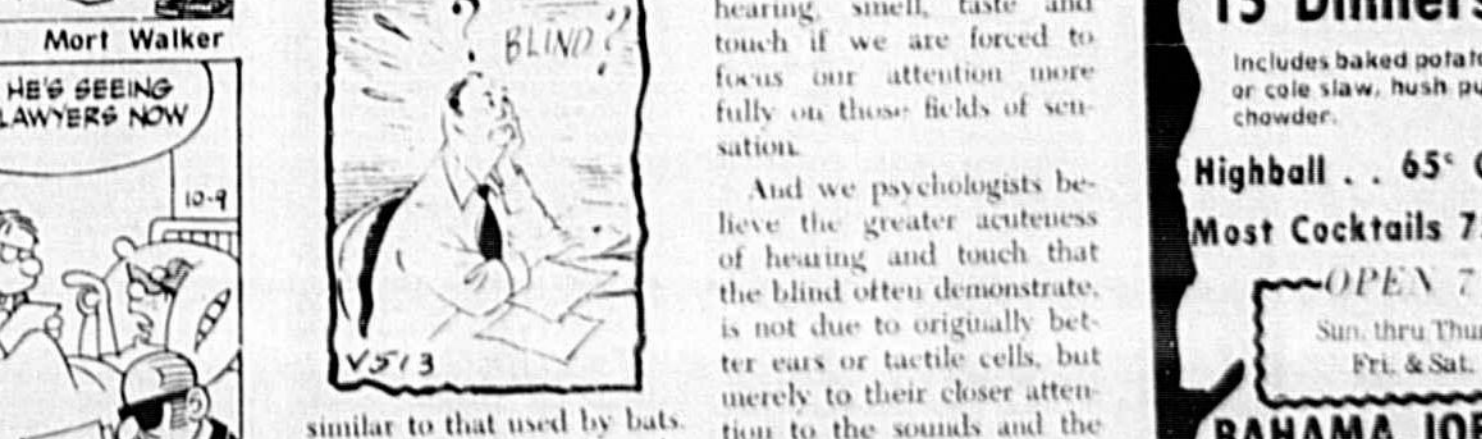 Mort Walker
HE'S SEEING
LAWYERS NOW
10-9
? BLIND?
V513
similar to that used by bats.
hearing, smell, taste and
touch if we are forced to
focus our attention more
fully on those fields of sen-
sation.
And we psychologists be-
lieve the greater acuteness
of hearing and touch that
the blind often demonstrate,
is not due to originally bet-
ter ears or tactile cells, but
merely to their closer atten-
tion to the sounds and the
15 Dinners
Includes baked potato
or cole slaw, hush
chowder.
Highball . . 65¢
Most Cocktails
OPEN 7
Sun. thru Thu
Fri. & Sat.
BAHAMA